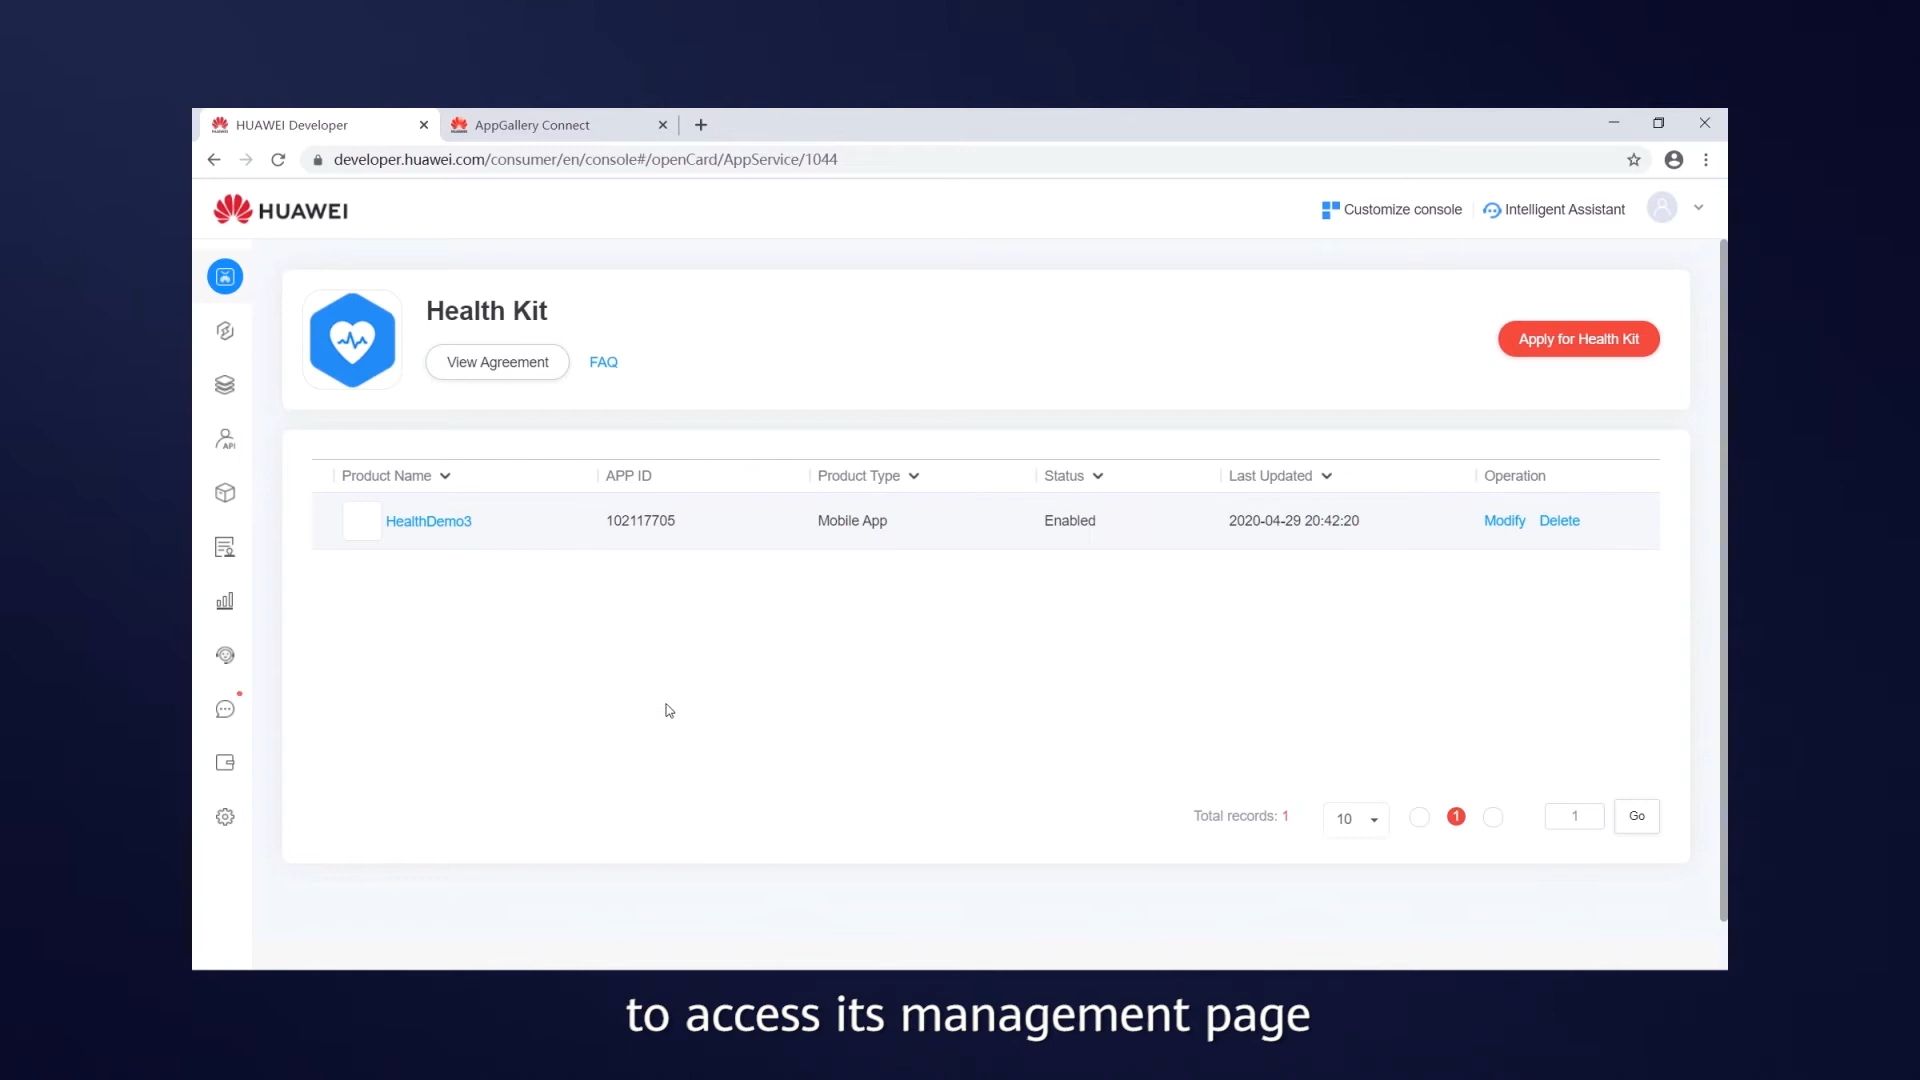 HUAWEI Developer
AppGallery Connect
developer.huawei.com/consumer/en/console#/openCard/AppService/1044
HUAWEI
Customize console
Intelligent Assistant
Health Kit
View Agreement
FAQ
Apply for Health Kit
Product Name
APP ID
Product Type
Status
Last Updated
Operation
HealthDemo3
102117705
Mobile App
Enabled
2020-04-29 20:42:20
Modify
Delete
API
Total records: 1
10
1
1
Go
to access its management page